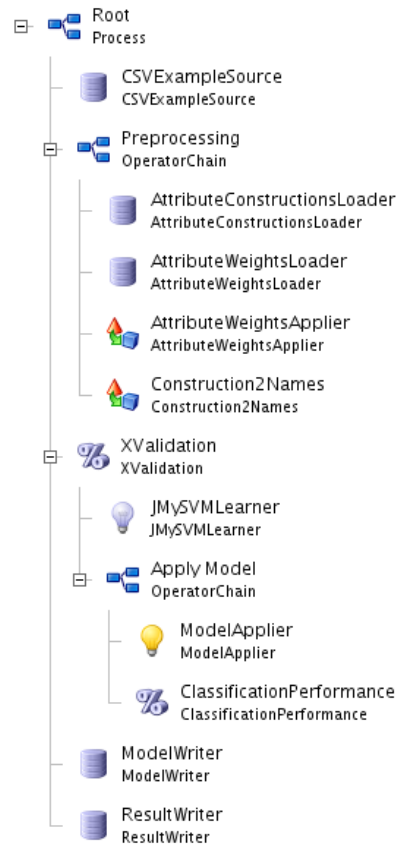 Root
Process
CSVExampleSource
CSVExampleSource
Preprocessing
OperatorChain
AttributeConstructionsLoader
AttributeConstructionsLoader
AttributeWeightsLoader
AttributeWeightsLoader
AttributeWeightsApplier
AttributeWeightsApplier
Construction2Names
Construction2Names
XValidation
XValidation
JMySVMLearner
JMySVMLearner
Apply Model
OperatorChain
ModelApplier
ModelApplier
ClassificationPerformance
ClassificationPerformance
ModelWriter
ModelWriter
ResultWriter
ResultWriter